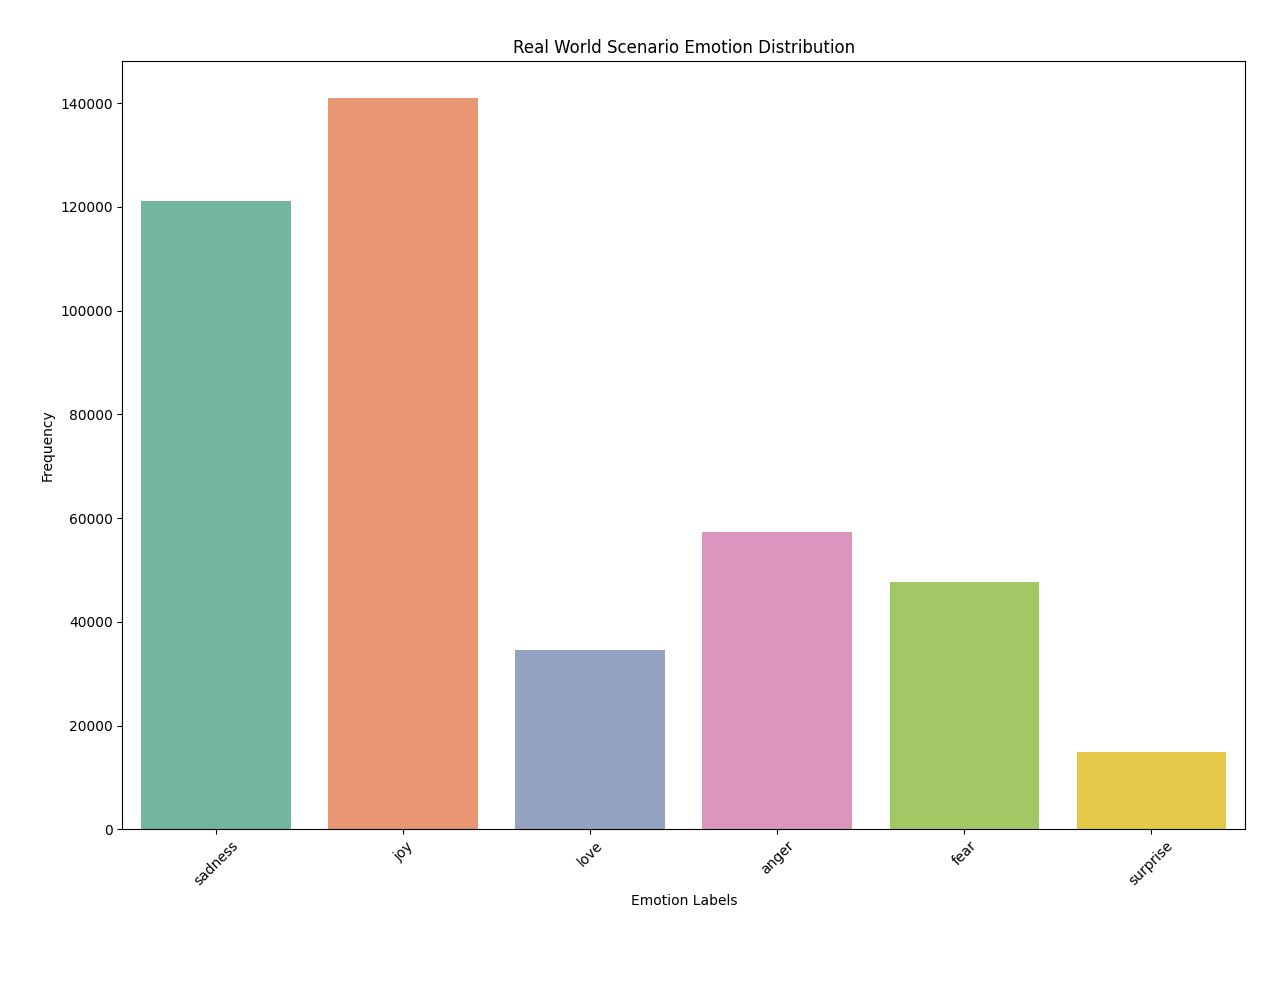 Real World Scenario Emotion Distribution
140000
120000
100000
80000
60000
40000
20000
0
Frequency
sadness
joy
love
anger
fear
surprise
Emotion Labels